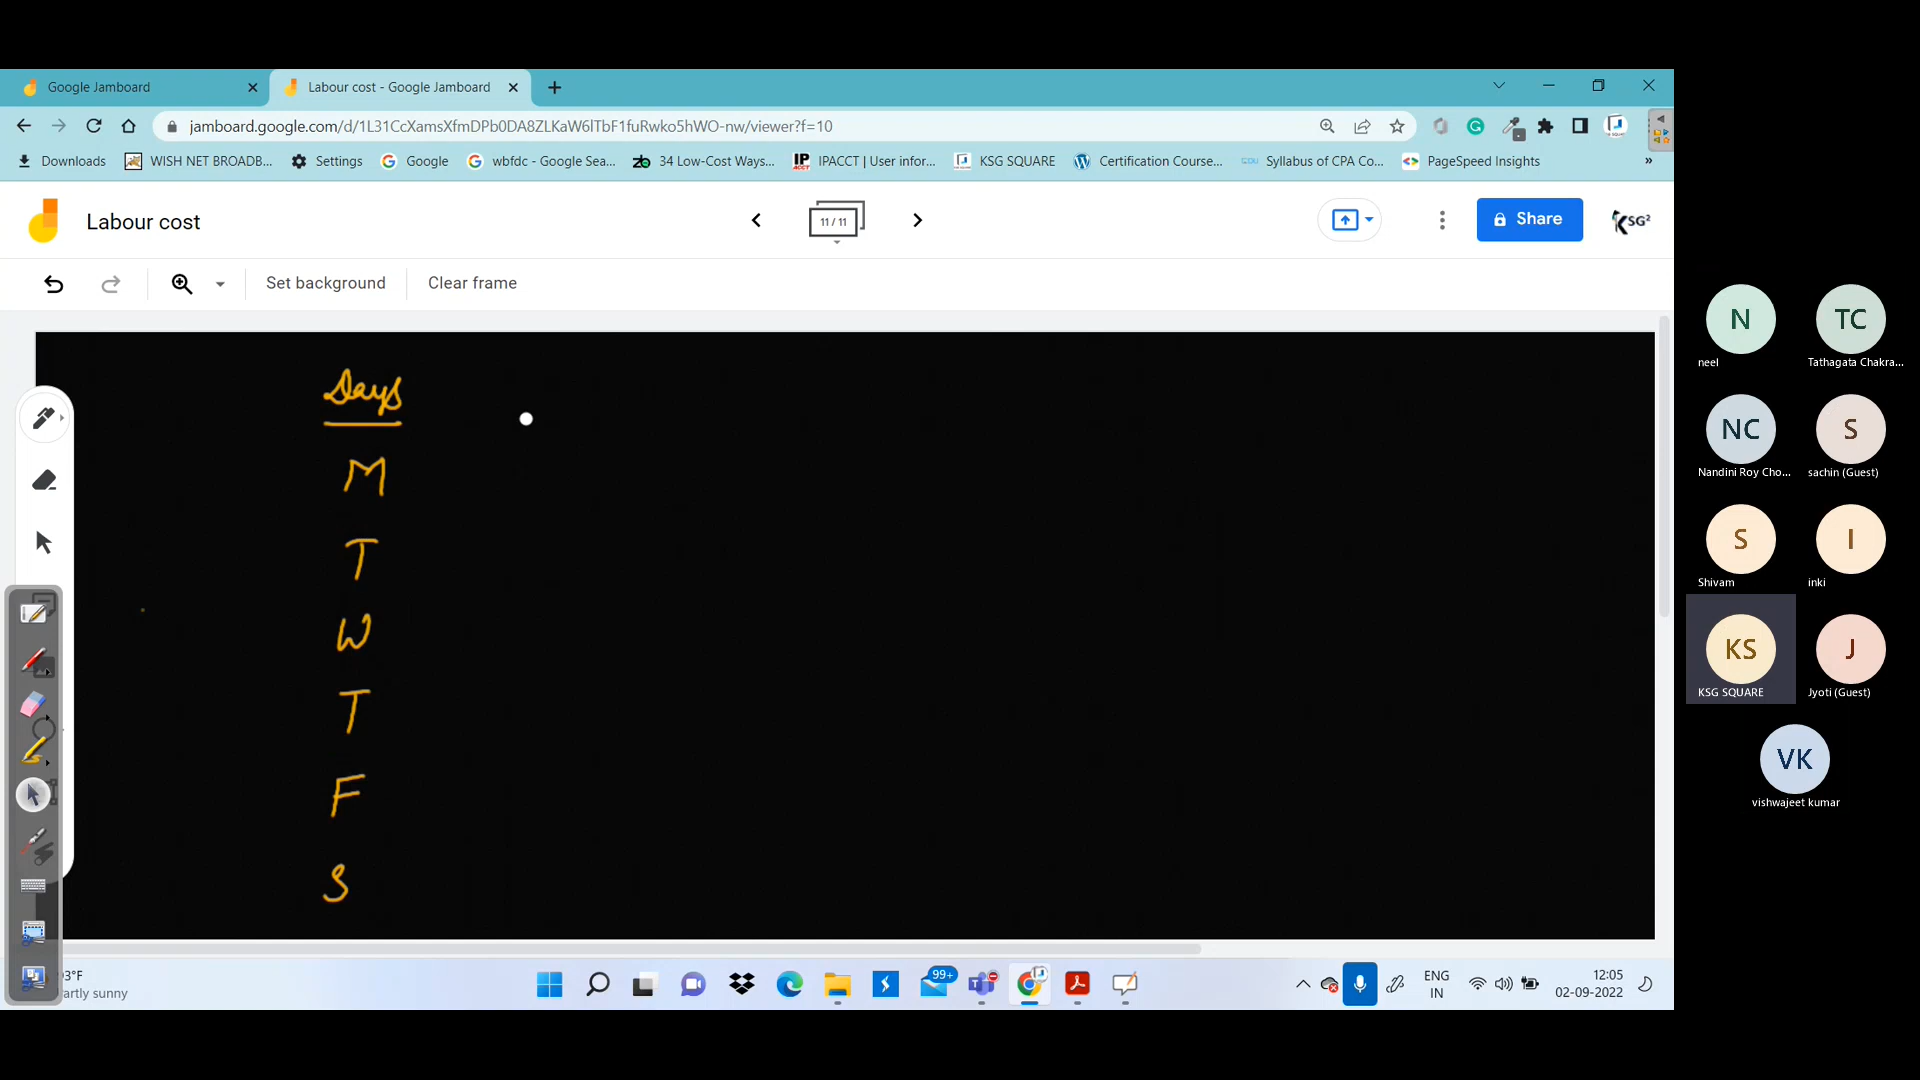 Google Jamboard
Labour cost - Google Jamboard
jamboard.google.com/d/1L31CcXamsXfmDPb0DA8ZLKaW6lTbF1fuRwko5hWO-nw/viewer?f=10
Downloads WISH NET BROADB... Settings Google wbfdc - Google Sea... 34 Low-Cost Ways... IPACCT | User infor... KSG SQUARE Certification Course... Syllabus of CPA Co... PageSpeed Insights »
Labour cost
11 / 11
Share
KSG²
Set background Clear frame
Days
M
T
W
T
F
S
N
neel
TC
Tathagata Chakra...
NC
Nandini Roy Cho...
S
sachin (Guest)
S
Shivam
I
inki
KS
KSG SQUARE
J
Jyoti (Guest)
VK
vishwajeet kumar
93°F
artly sunny
99+
ENG
IN
12:05
02-09-2022